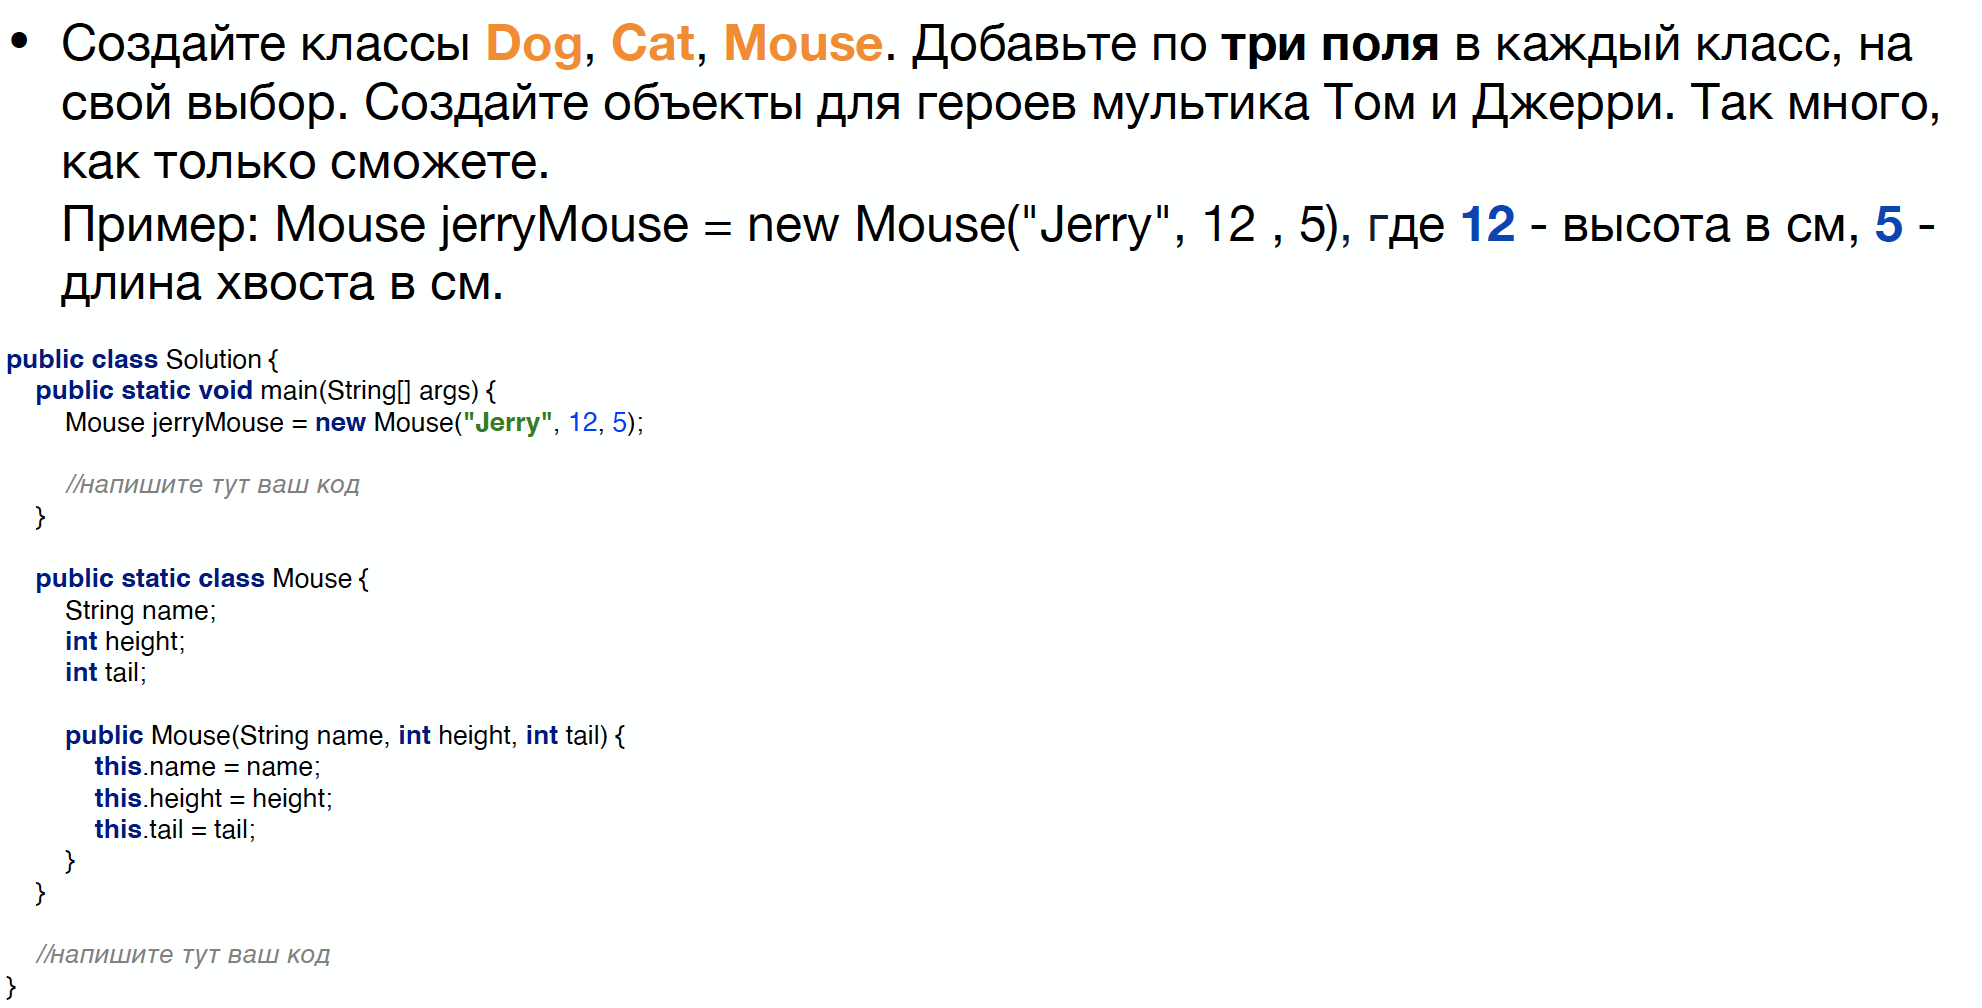 • Создайте классы Dog, Cat, Mouse. Добавьте по три поля в каждый класс, на
свой выбор. Создайте объекты для героев мультика Том и Джерри. Так много,
как только сможете.
Пример: Mouse jerryMouse = new Mouse("Jerry", 12 , 5), где 12 - высота в см, 5 -
длина хвоста в см.
public class Solution {
public static void main(String[] args) {
Mouse jerryMouse = new Mouse("Jerry", 12, 5);
//напишите тут ваш код
}
public static class Mouse {
String name;
int height;
int tail;
public Mouse(String name, int height, int tail) {
this.name = name;
this.height = height;
this.tail = tail;
}
}
//напишите тут ваш код
}